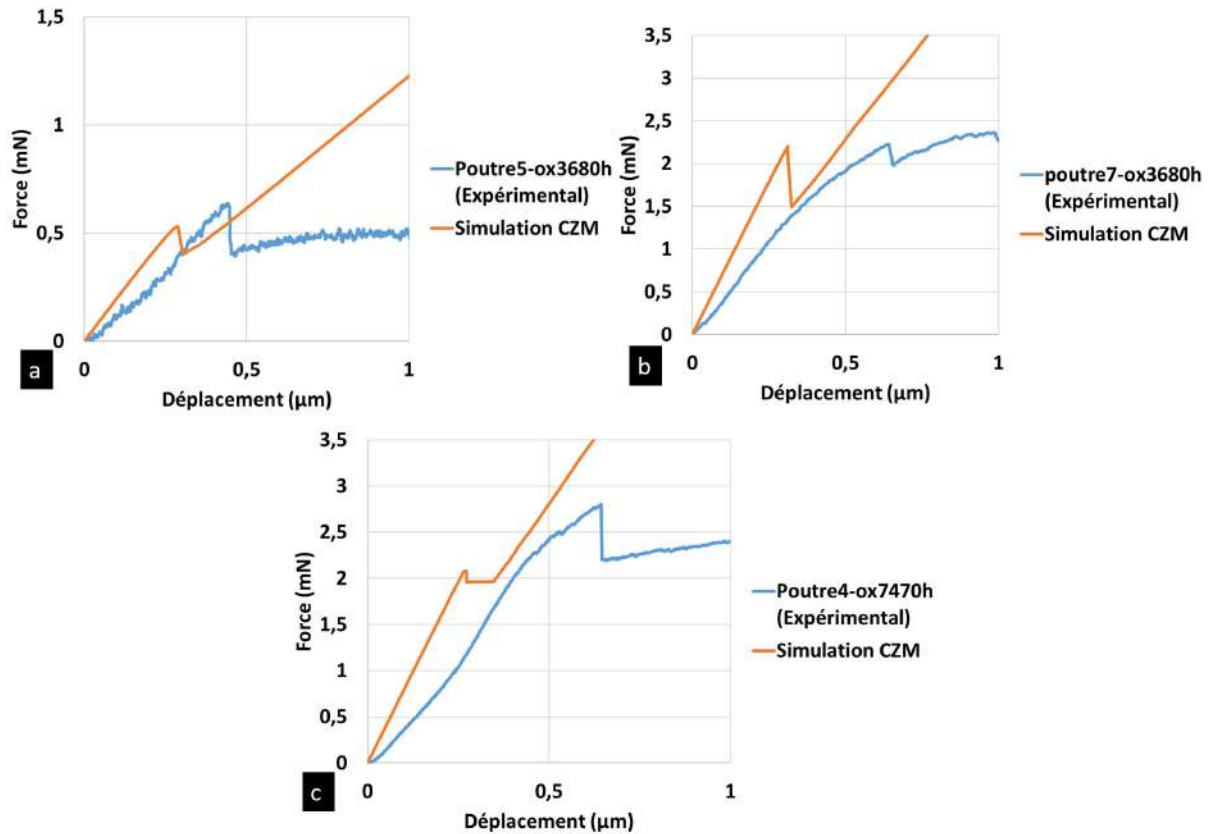 1,5
1
0,5
0
Force (mN)
0
0,5
1
Déplacement (µm)
Poutre5-ox3680h
(Expérimental)
Simulation CZM
a
3,5
3
2,5
2
1,5
1
0,5
0
Force (mN)
0
0,5
1
Déplacement (µm)
poutre7-ox3680h
(Expérimental)
Simulation CZM
b
3,5
3
2,5
2
1,5
1
0,5
0
Force (mN)
0
0,5
1
Déplacement (µm)
Poutre4-ox7470h
(Expérimental)
Simulation CZM
c